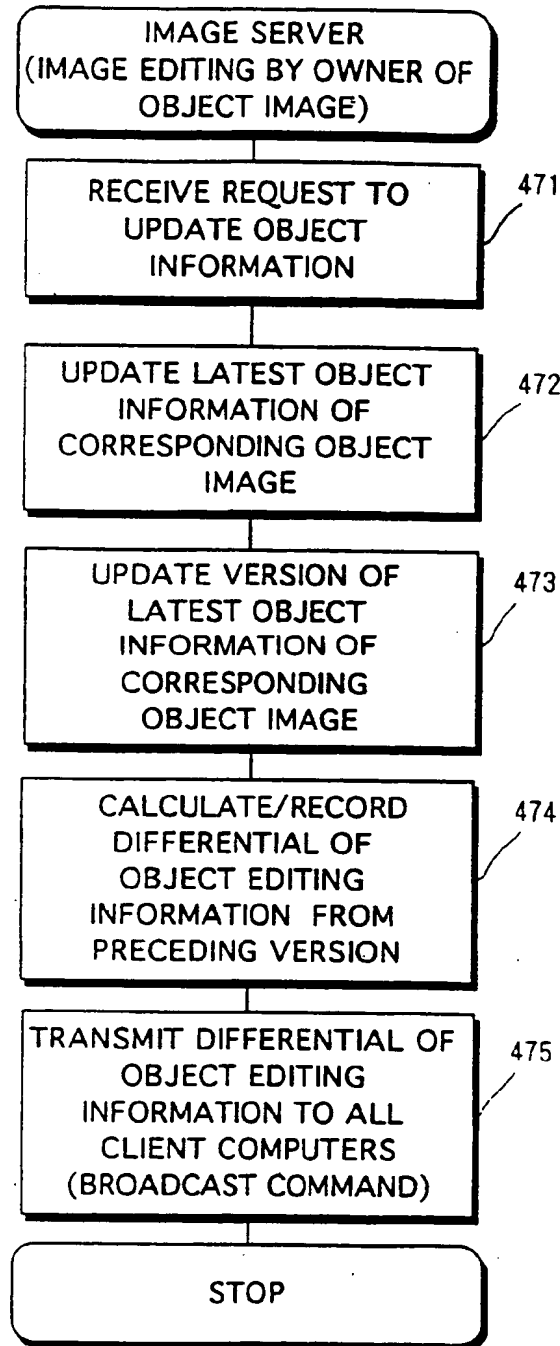 IMAGE SERVER
(IMAGE EDITING BY OWNER OF
OBJECT IMAGE)
471
RECEIVE REQUEST TO
UPDATE OBJECT
INFORMATION
472
UPDATE LATEST OBJECT
INFORMATION OF
CORRESPONDING OBJECT
IMAGE
473
UPDATE VERSION OF
LATEST OBJECT
INFORMATION OF
CORRESPONDING
OBJECT IMAGE
474
CALCULATE/RECORD
DIFFERENTIAL OF
OBJECT EDITING
INFORMATION FROM
PRECEDING VERSION
475
TRANSMIT DIFFERENTIAL OF
OBJECT EDITING
INFORMATION TO ALL
CLIENT COMPUTERS
(BROADCAST COMMAND)
STOP